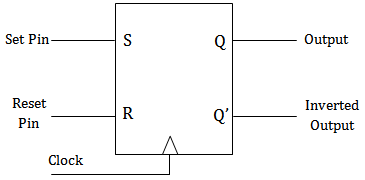 Set Pin
S
Q
Output
Reset
Pin
R
Q’
Inverted
Output
Clock